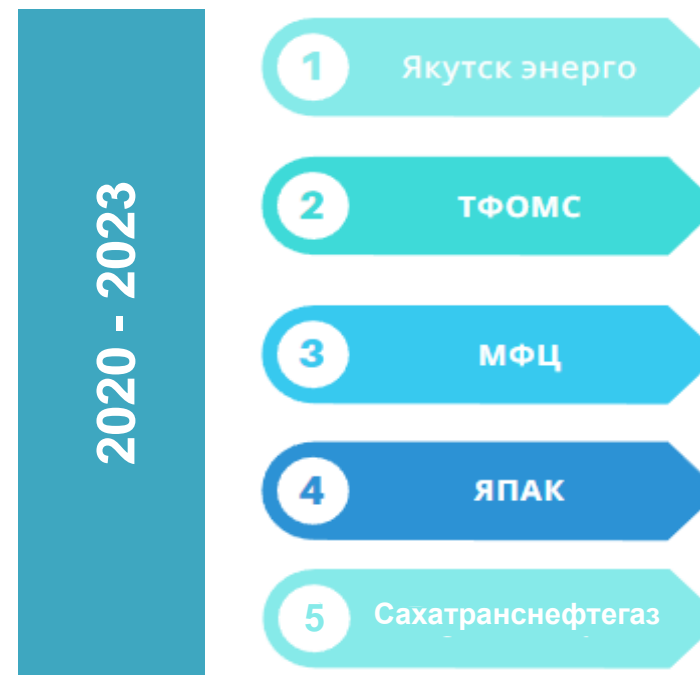 2020 - 2023
1 Якутск энерго
2 ТФОМС
3 МФЦ
4 ЯПАК
5 Сахатранснефтегаз